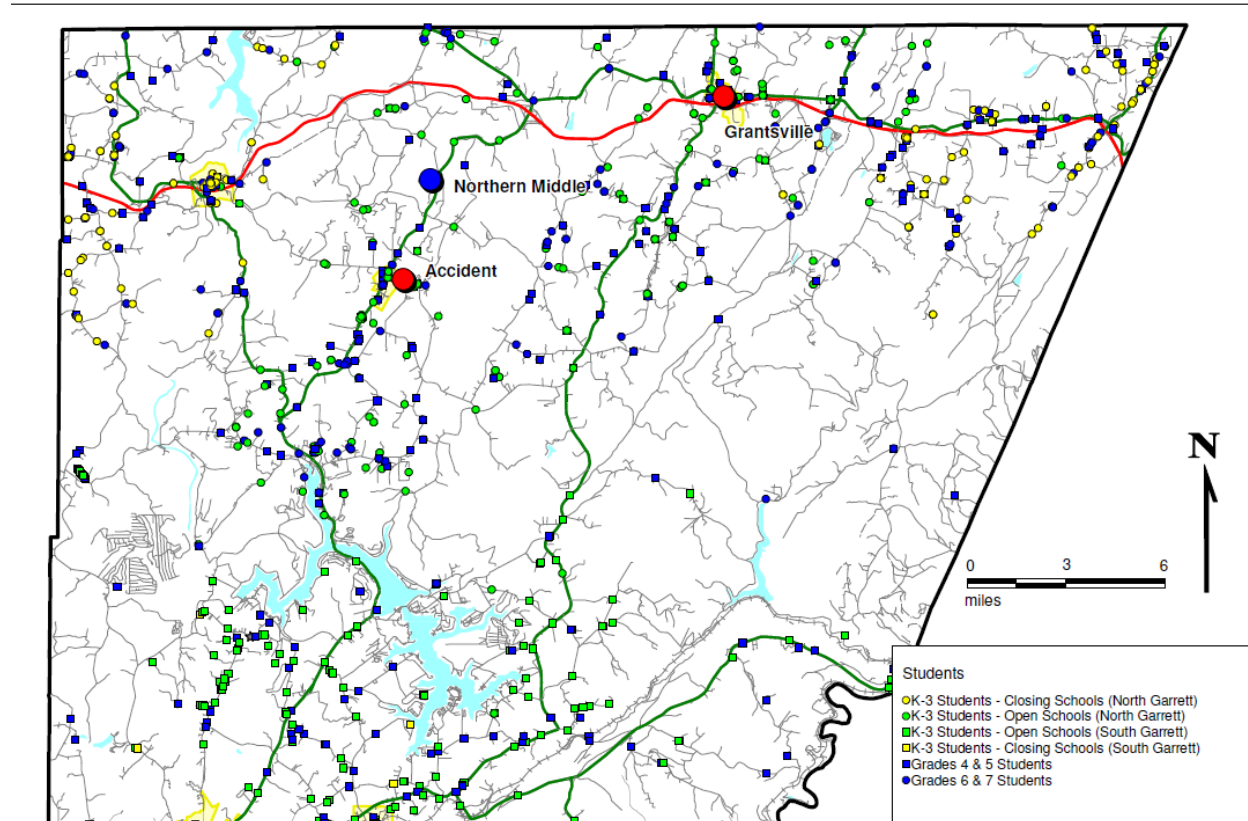 Grantsville
Northern Middle
Accident
N
0 3 6
miles
Students
K-3 Students - Closing Schools (North Garrett)
K-3 Students - Open Schools (North Garrett)
K-3 Students - Open Schools (South Garrett)
K-3 Students - Closing Schools (South Garrett)
Grades 4 & 5 Students
Grades 6 & 7 Students